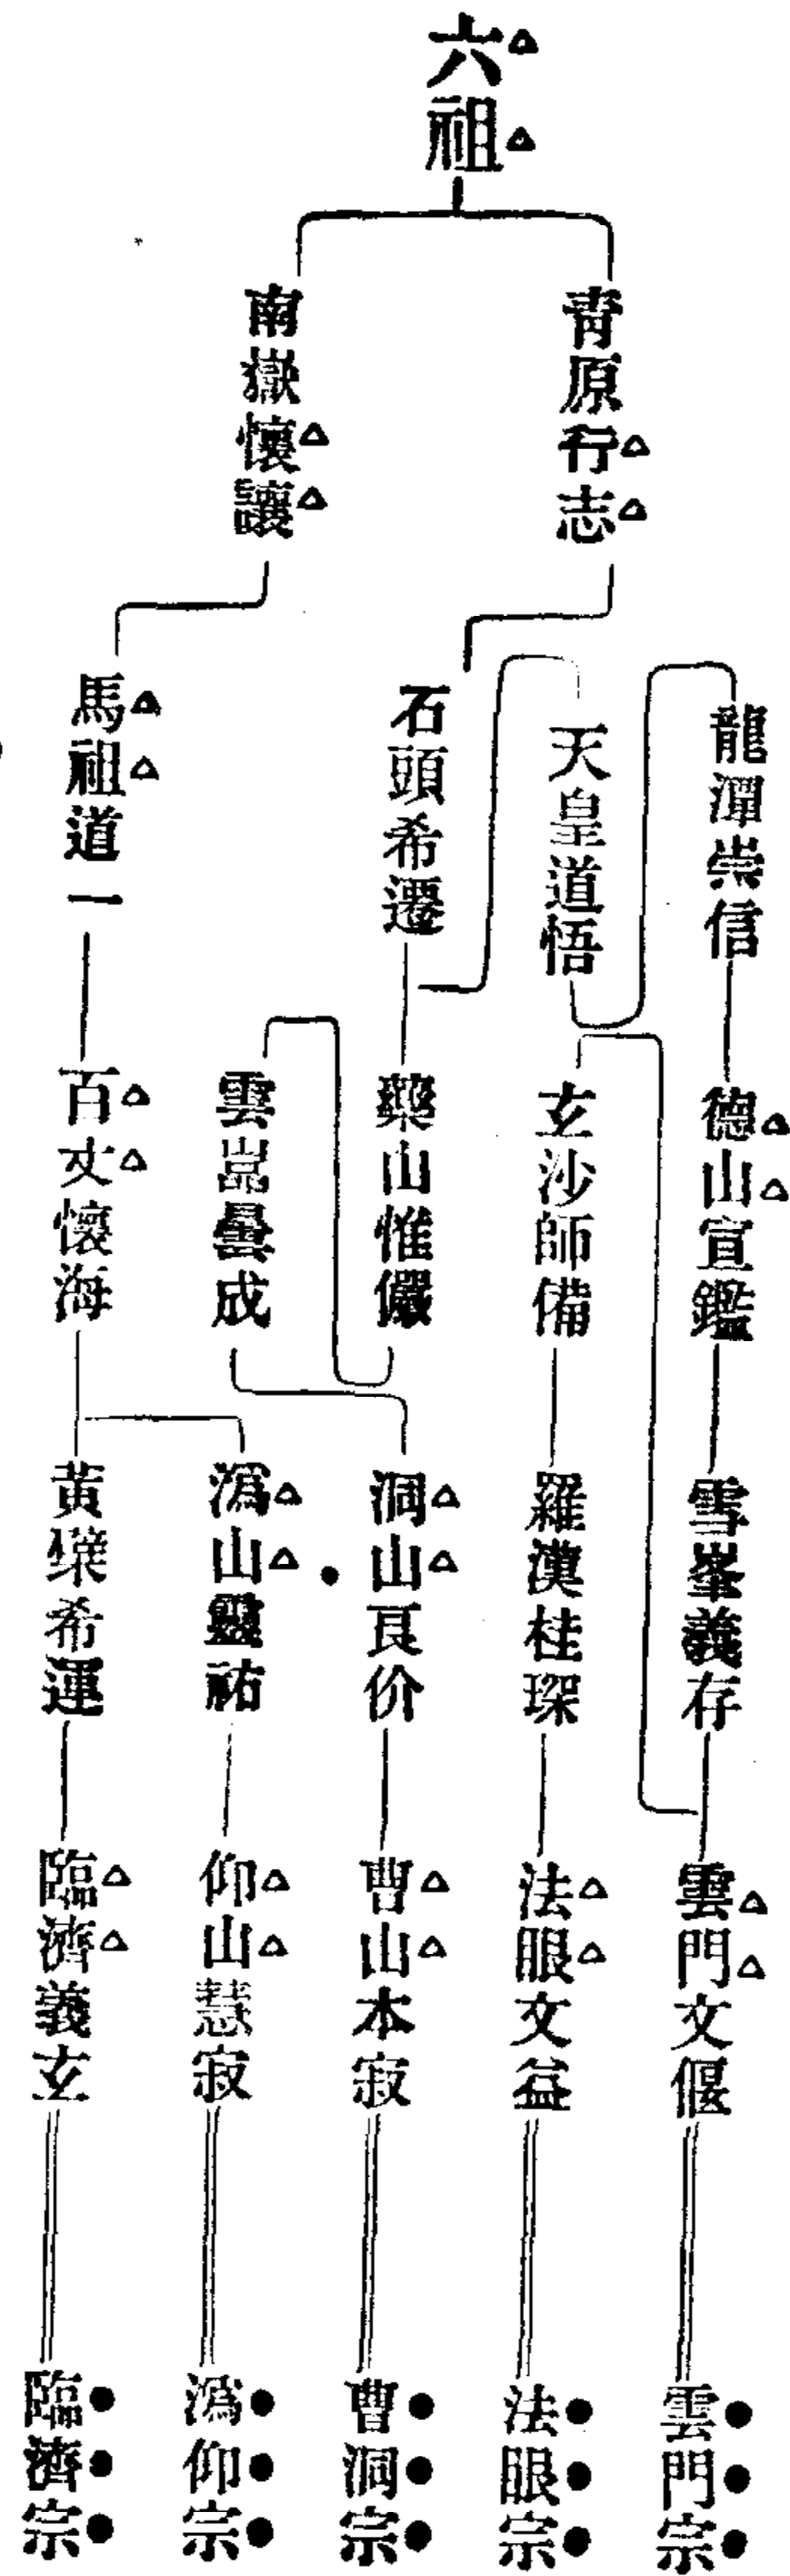 六祖
青原行志
南嶽懷讓
龍潭崇信
天皇道悟
石頭希遷
馬祖道一
德山宣鑑
玄沙師備
藥山惟儼
雲嵓曇成
百丈懷海
雪峯義存
羅漢桂琛
洞山良价
潙山靈祐
黃檗希運
雲門文偃
法眼文益
曹山本寂
仰山慧寂
臨濟義玄
雲門宗
法眼宗
曹洞宗
潙仰宗
臨濟宗